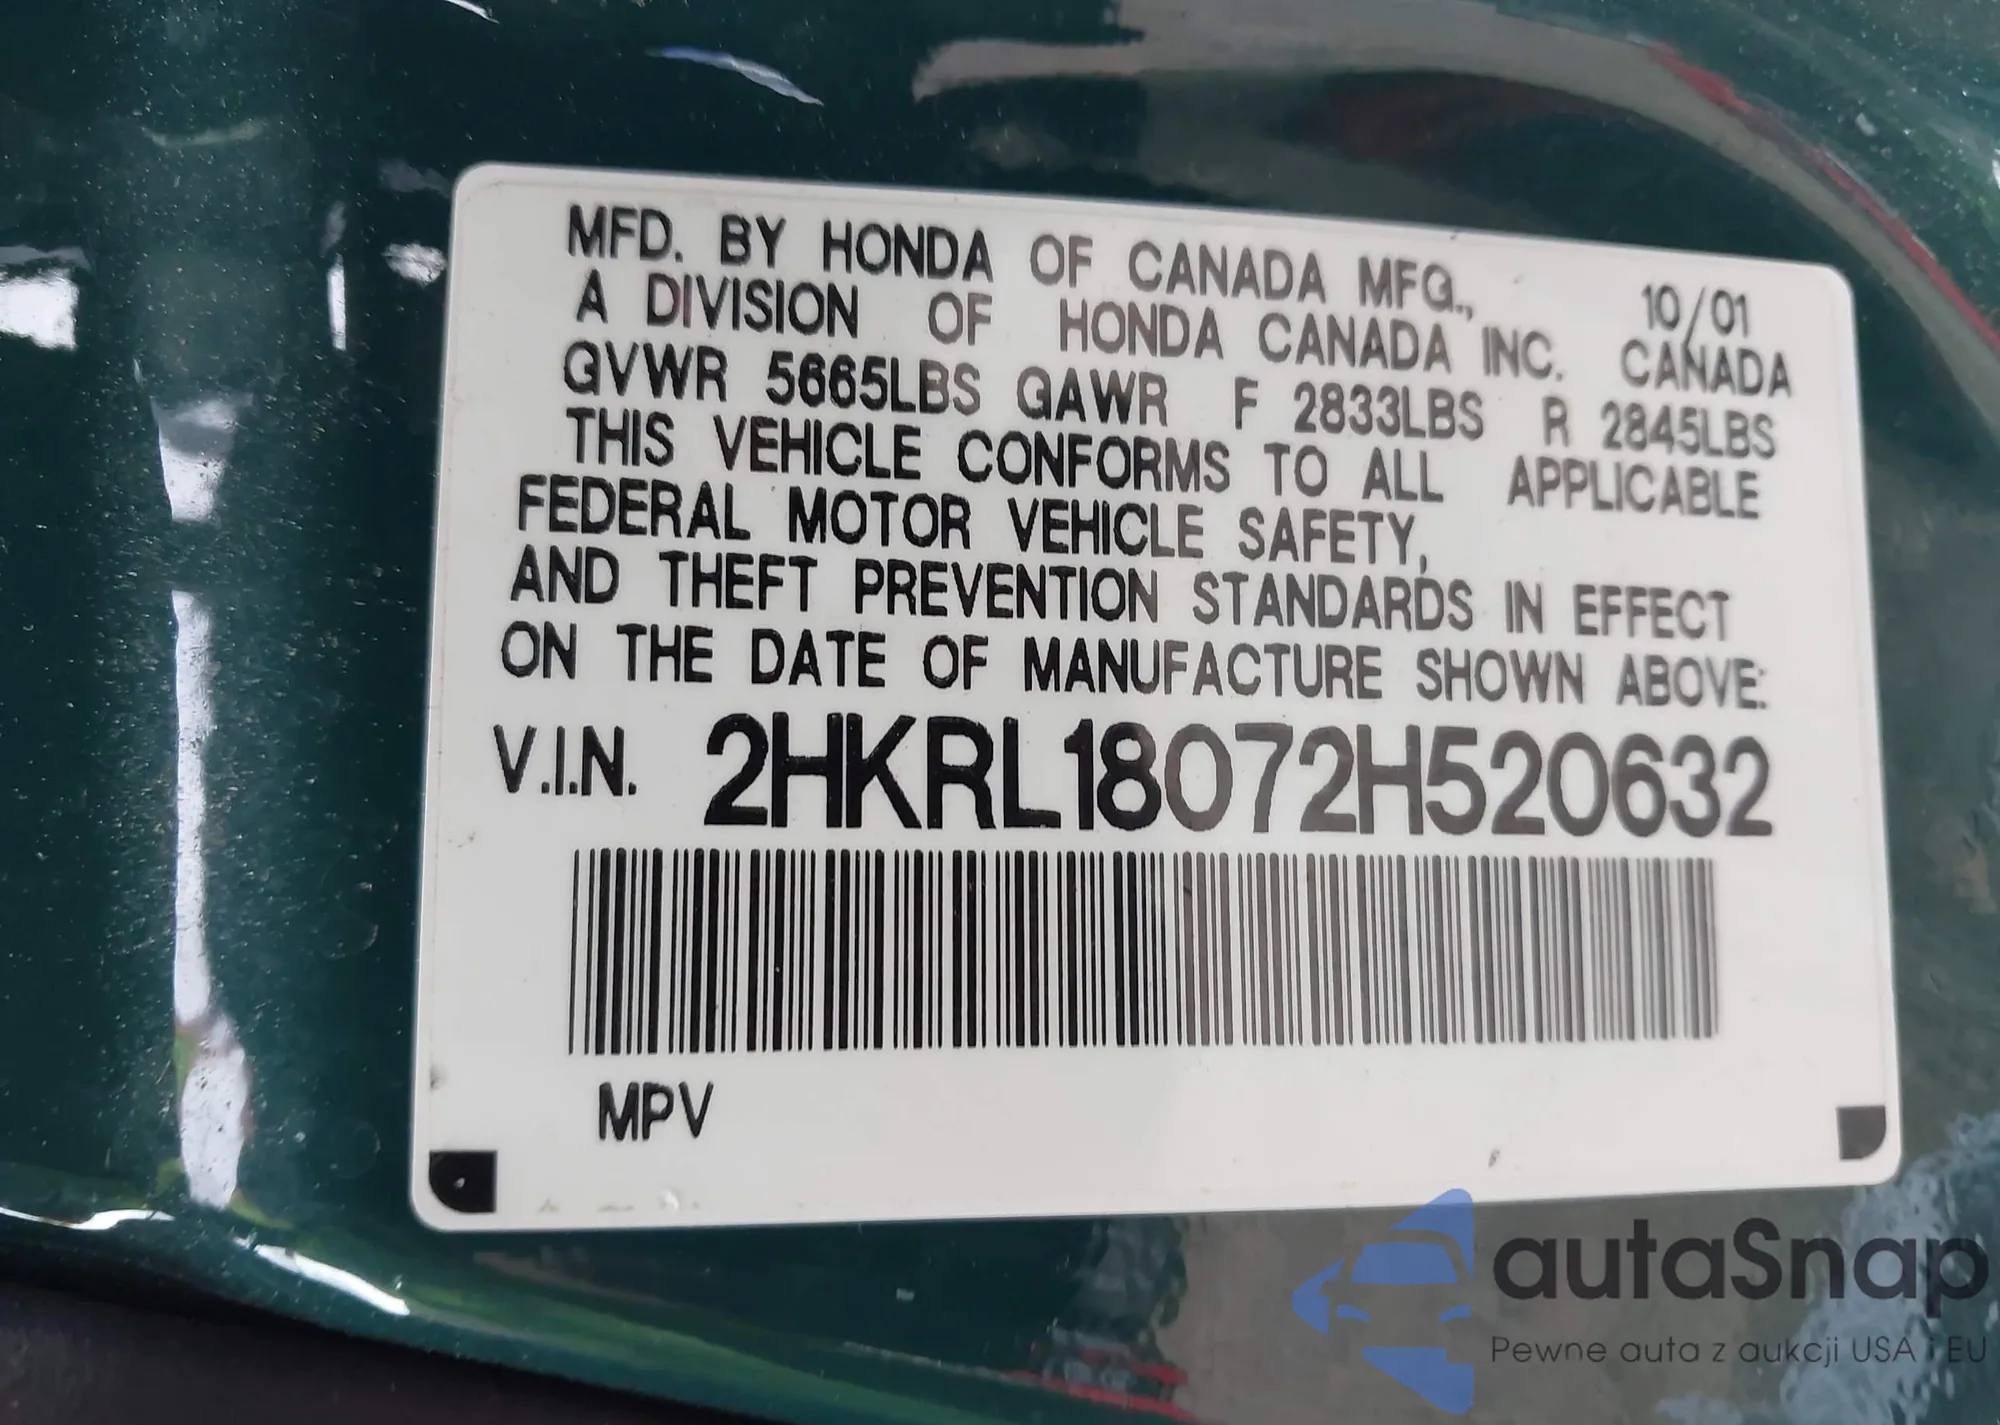 MFD. BY HONDA OF CANADA MFG., 10/01
A DIVISION OF HONDA CANADA INC. CANADA
GVWR 5665LBS GAWR F 2833LBS R 2845LBS
THIS VEHICLE CONFORMS TO ALL APPLICABLE
FEDERAL MOTOR VEHICLE SAFETY,
AND THEFT PREVENTION STANDARDS IN EFFECT
ON THE DATE OF MANUFACTURE SHOWN ABOVE:
V.I.N. 2HKRL18072H520632
MPV
autaSnap
Pewne auta z aukcji USA i EU